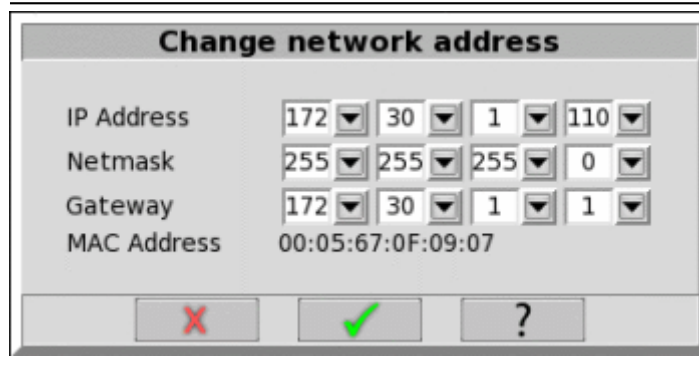 Change network address
IP Address 172 30 1 110
Netmask 255 255 255 0
Gateway 172 30 1 1
MAC Address 00:05:67:0F:09:07
X ✓ ?